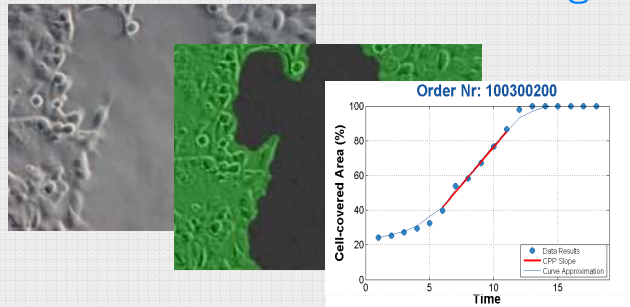 Order Nr: 100300200
Cell-covered Area (%)
100
80
60
40
20
0
0
5
10
15
Time
Data Results
CPP Slope
Curve Approximation